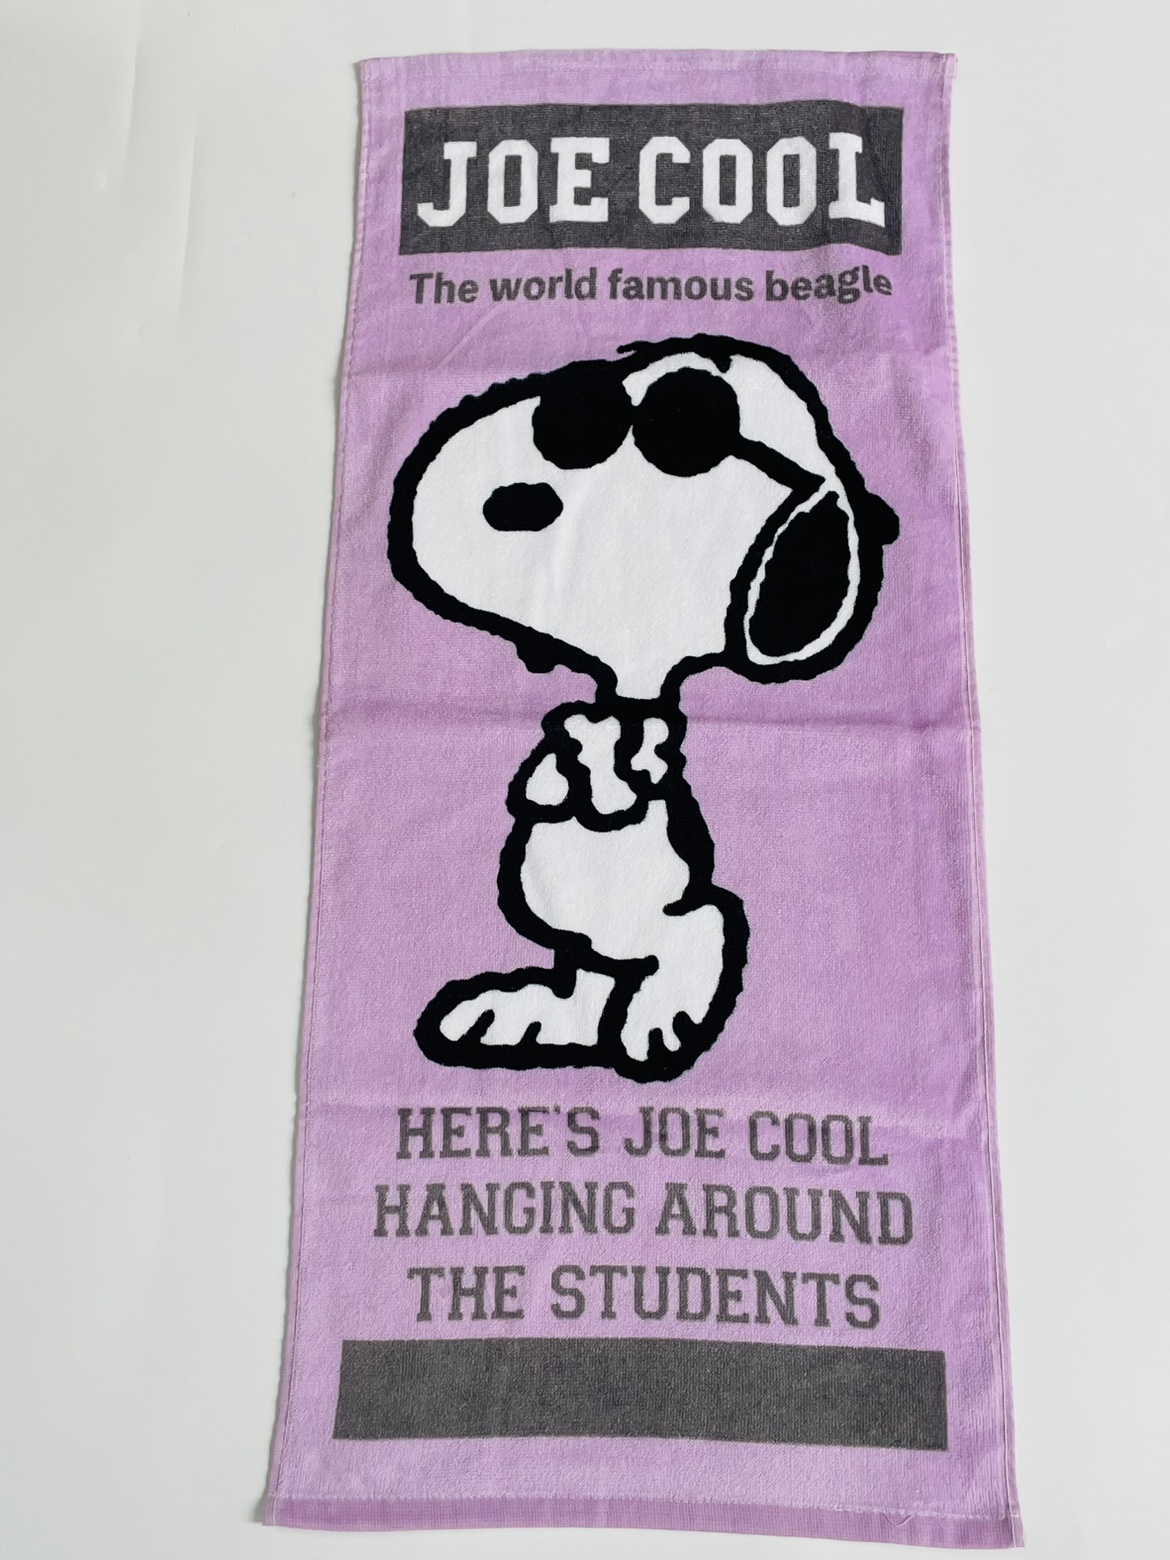 JOE COOL
The world famous beagle
HERE'S JOE COOL
HANGING AROUND
THE STUDENTS